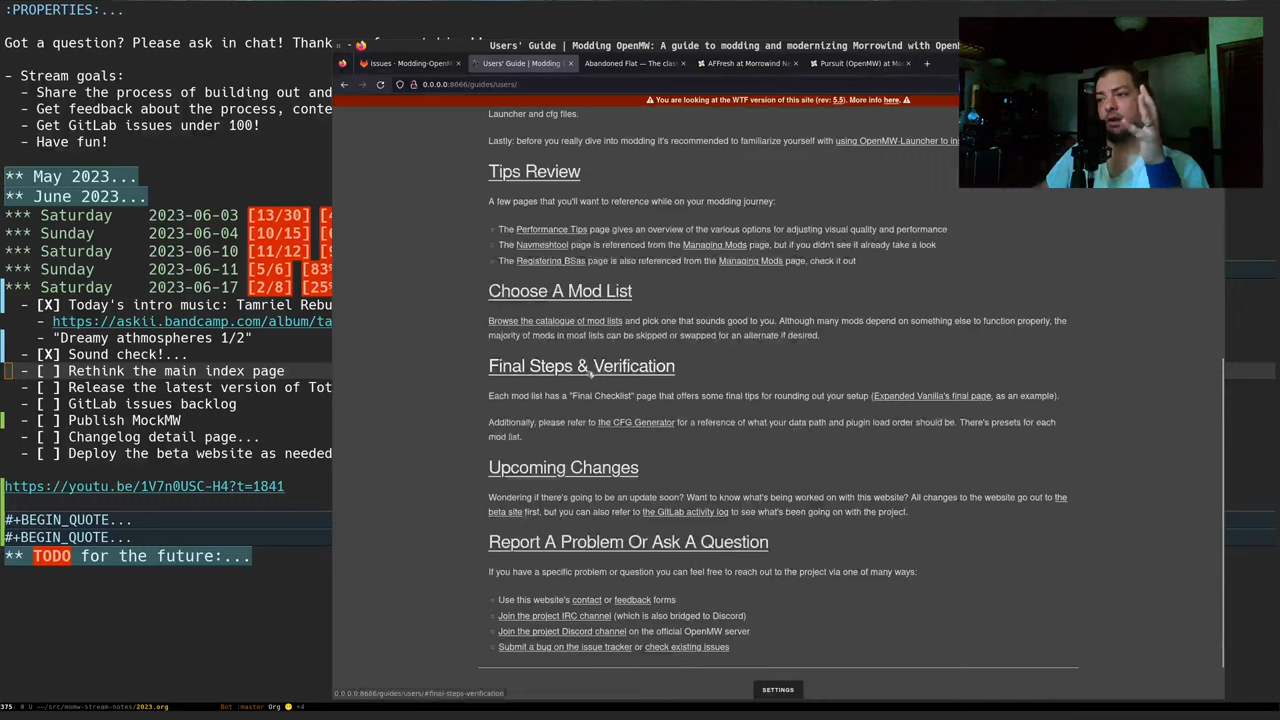 :PROPERTIES:...
Got a question? Please ask in chat! Thank
- Stream goals:
- Share the process of building out and
- Get feedback about the process, conte
- Get GitLab issues under 100!
- Have fun!
** May 2023...
** June 2023...
*** Saturday 2023-06-03 [13/30] [4
*** Sunday 2023-06-04 [10/15] [6
*** Saturday 2023-06-10 [11/12] [9
*** Sunday 2023-06-11 [5/6] [83%
*** Saturday 2023-06-17 [2/8] [25%
- [X] Today's intro music: Tamriel Rebu
- https://askii.bandcamp.com/album/ta
- "Dreamy athmospheres 1/2"
- [X] Sound check!...
- [ ] Rethink the main index page
- [ ] Release the latest version of Tot
- [ ] GitLab issues backlog
- [ ] Publish MockMW
- [ ] Changelog detail page...
- [ ] Deploy the beta website as needed
https://youtu.be/1V7n0USC-H4?t=1841
#+BEGIN_QUOTE...
#+BEGIN_QUOTE...
** TODO for the future:...
375: 0 U ~~/src/momw-stream-notes/2023.org Bot :master Org +4
Users' Guide | Modding OpenMW: A guide to modding and modernizing Morrowind with Open
Issues · Modding-OpenM
Users' Guide | Modding
Abandoned Flat — The clas
AFFresh at Morrowind Ne
Pursuit (OpenMW) at Mo
0.0.0.0:8666/guides/users/
You are looking at the WTF version of this site (rev: 5.5). More info here.
Launcher and cfg files.
Lastly: before you really dive into modding it's recommended to familiarize yourself with using OpenMW-Launcher to in
Tips Review
A few pages that you'll want to reference while on your modding journey:
The Performance Tips page gives an overview of the various options for adjusting visual quality and performance
The Navmeshtool page is referenced from the Managing Mods page, but if you didn't see it already take a look
The Registering BSAs page is also referenced from the Managing Mods page, check it out
Choose A Mod List
Browse the catalogue of mod lists and pick one that sounds good to you. Although many mods depend on something else to function properly, the
majority of mods in most lists can be skipped or swapped for an alternate if desired.
Final Steps & Verification
Each mod list has a "Final Checklist" page that offers some final tips for rounding out your setup (Expanded Vanilla's final page, as an example).
Additionally, please refer to the CFG Generator for a reference of what your data path and plugin load order should be. There's presets for each
mod list.
Upcoming Changes
Wondering if there's going to be an update soon? Want to know what's being worked on with this website? All changes to the website go out to the
beta site first, but you can also refer to the GitLab activity log to see what's been going on with the project.
Report A Problem Or Ask A Question
If you have a specific problem or question you can feel free to reach out to the project via one of many ways:
Use this website's contact or feedback forms
Join the project IRC channel (which is also bridged to Discord)
Join the project Discord channel on the official OpenMW server
Submit a bug on the issue tracker or check existing issues
SETTINGS
0.0.0.0:8666/guides/users/#final-steps-verification